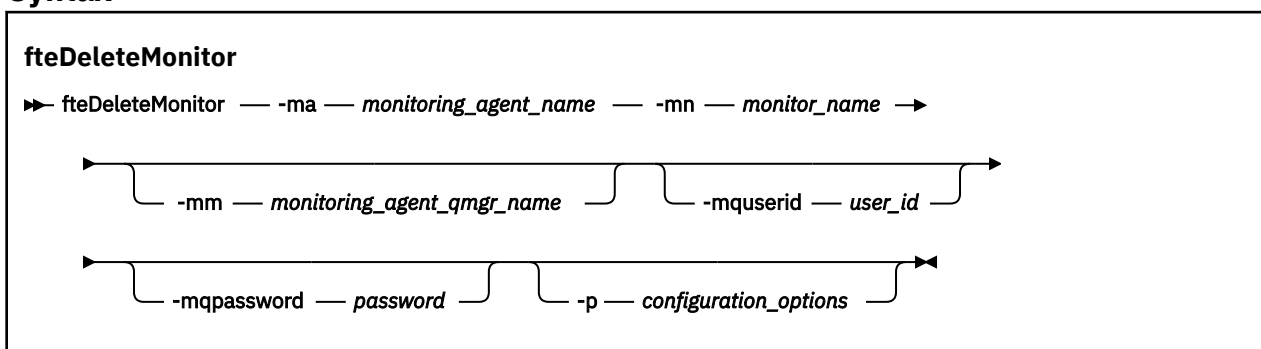 Syntax
fteDeleteMonitor
fteDeleteMonitor -ma monitoring_agent_name -mn monitor_name
-mm monitoring_agent_qmgr_name -mquserid user_id
-mqpassword password -p configuration_options